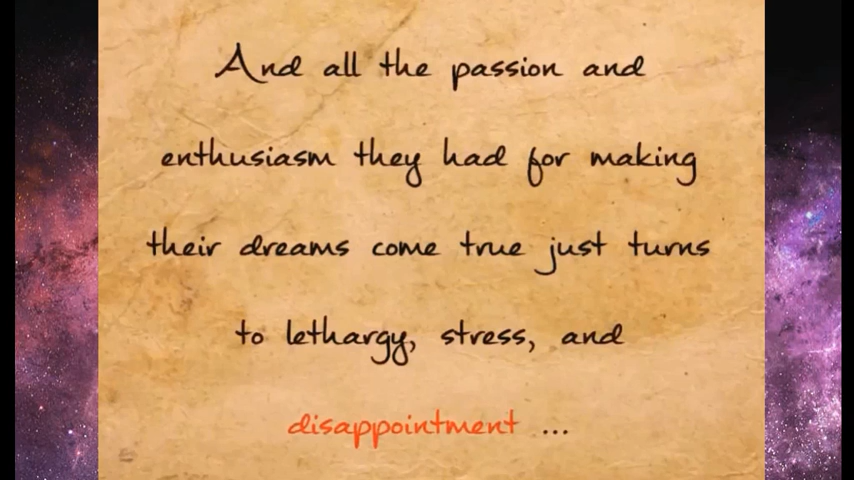 And all the passion and
enthusiasm they had for making
their dreams come true just turns
to lethargy, stress, and
disappointment ...